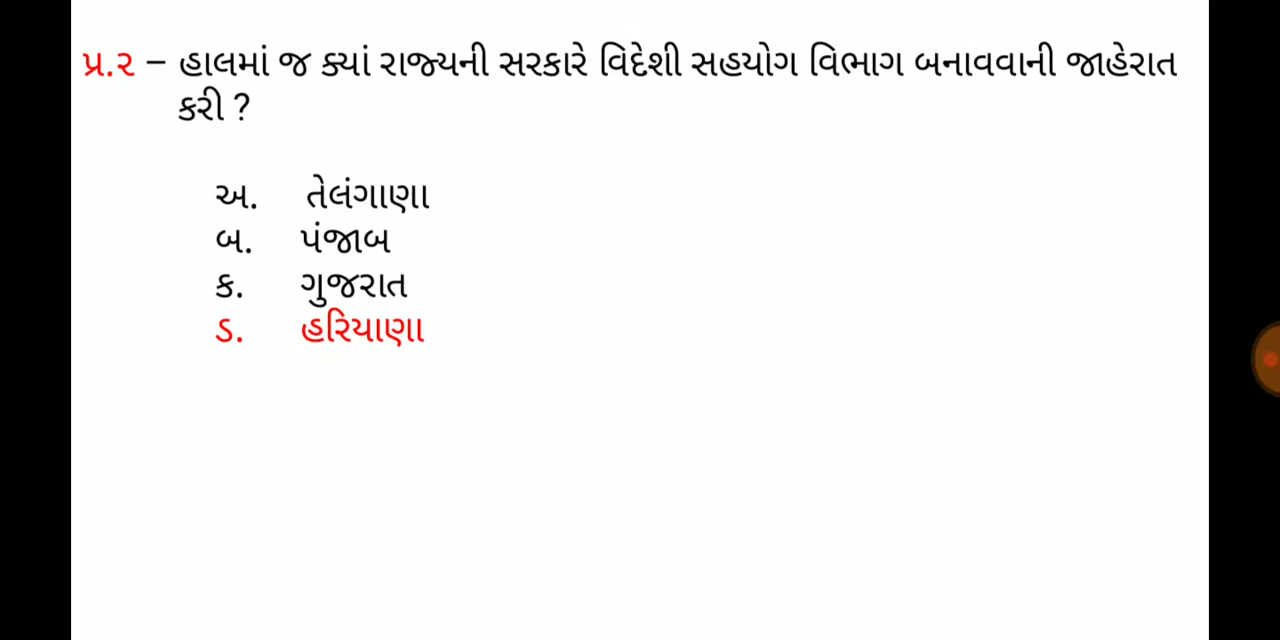 પ્ર.૨ – હાલમાં જ ક્યાં રાજ્યની સરકારે વિદેશી સહયોગ વિભાગ બનાવવાની જાહેરાત
કરી ?
અ. તેલંગાણા
બ. પંજાબ
ક. ગુજરાત
ડ. હરિયાણા